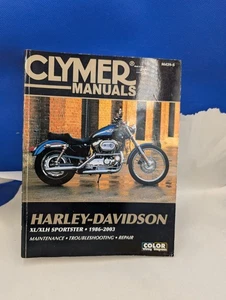 CLYMER®
MANUALS
HARLEY-DAVIDSON
XL/XLH SPORTSTER • 1986-2003
MAINTENANCE • TROUBLESHOOTING • REPAIR
COLOR